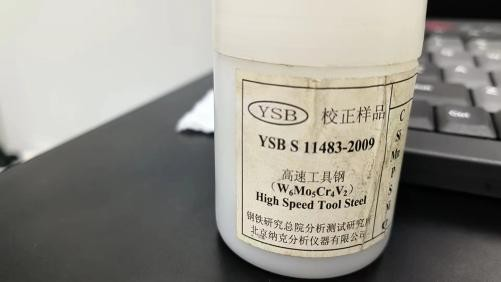 YSB 校正样品
YSB S 11483-2009
高速工具钢
（W₆Mo₅Cr₄V₂）
High Speed Tool Steel
钢铁研究总院分析测试研究所
北京纳克分析仪器有限公司
C
Si
Mn
P
S